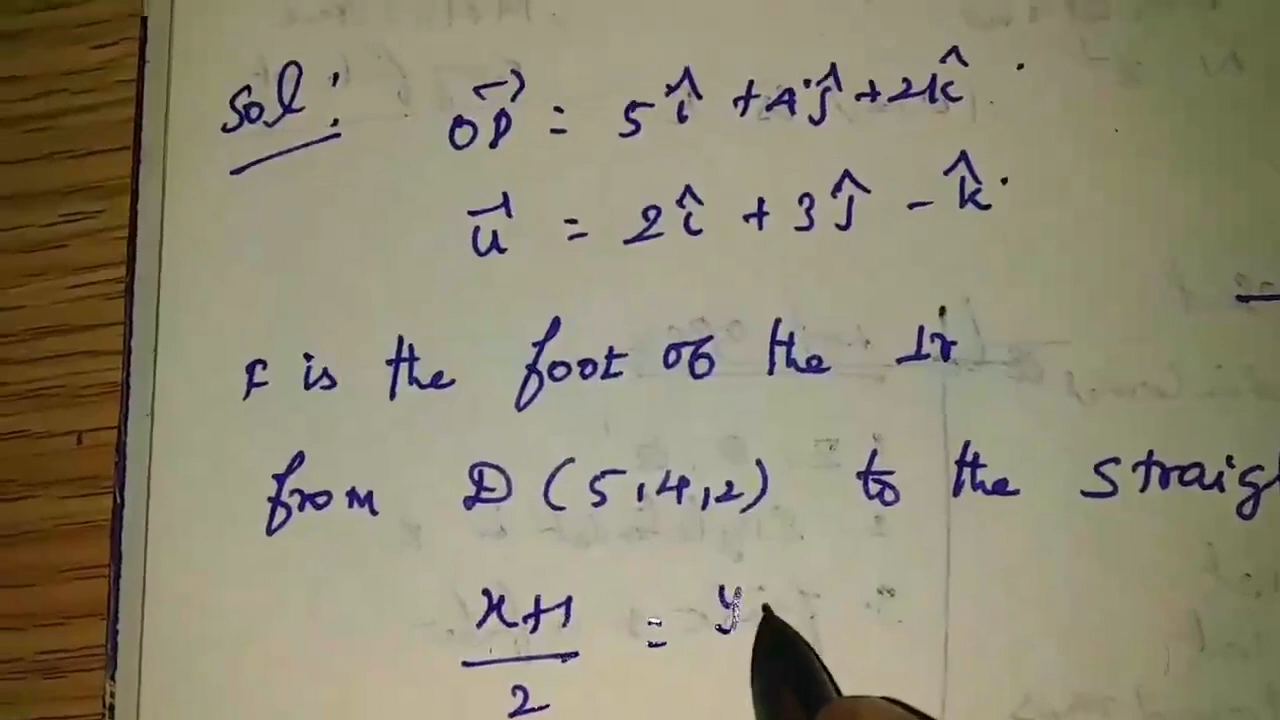 Sol:
OD = 5î + 4ĵ + 2k̂.
u = 2î + 3ĵ - k̂.
F is the foot of the ⊥r
from D (5,4,2) to the straig
x+1 / 2 = y